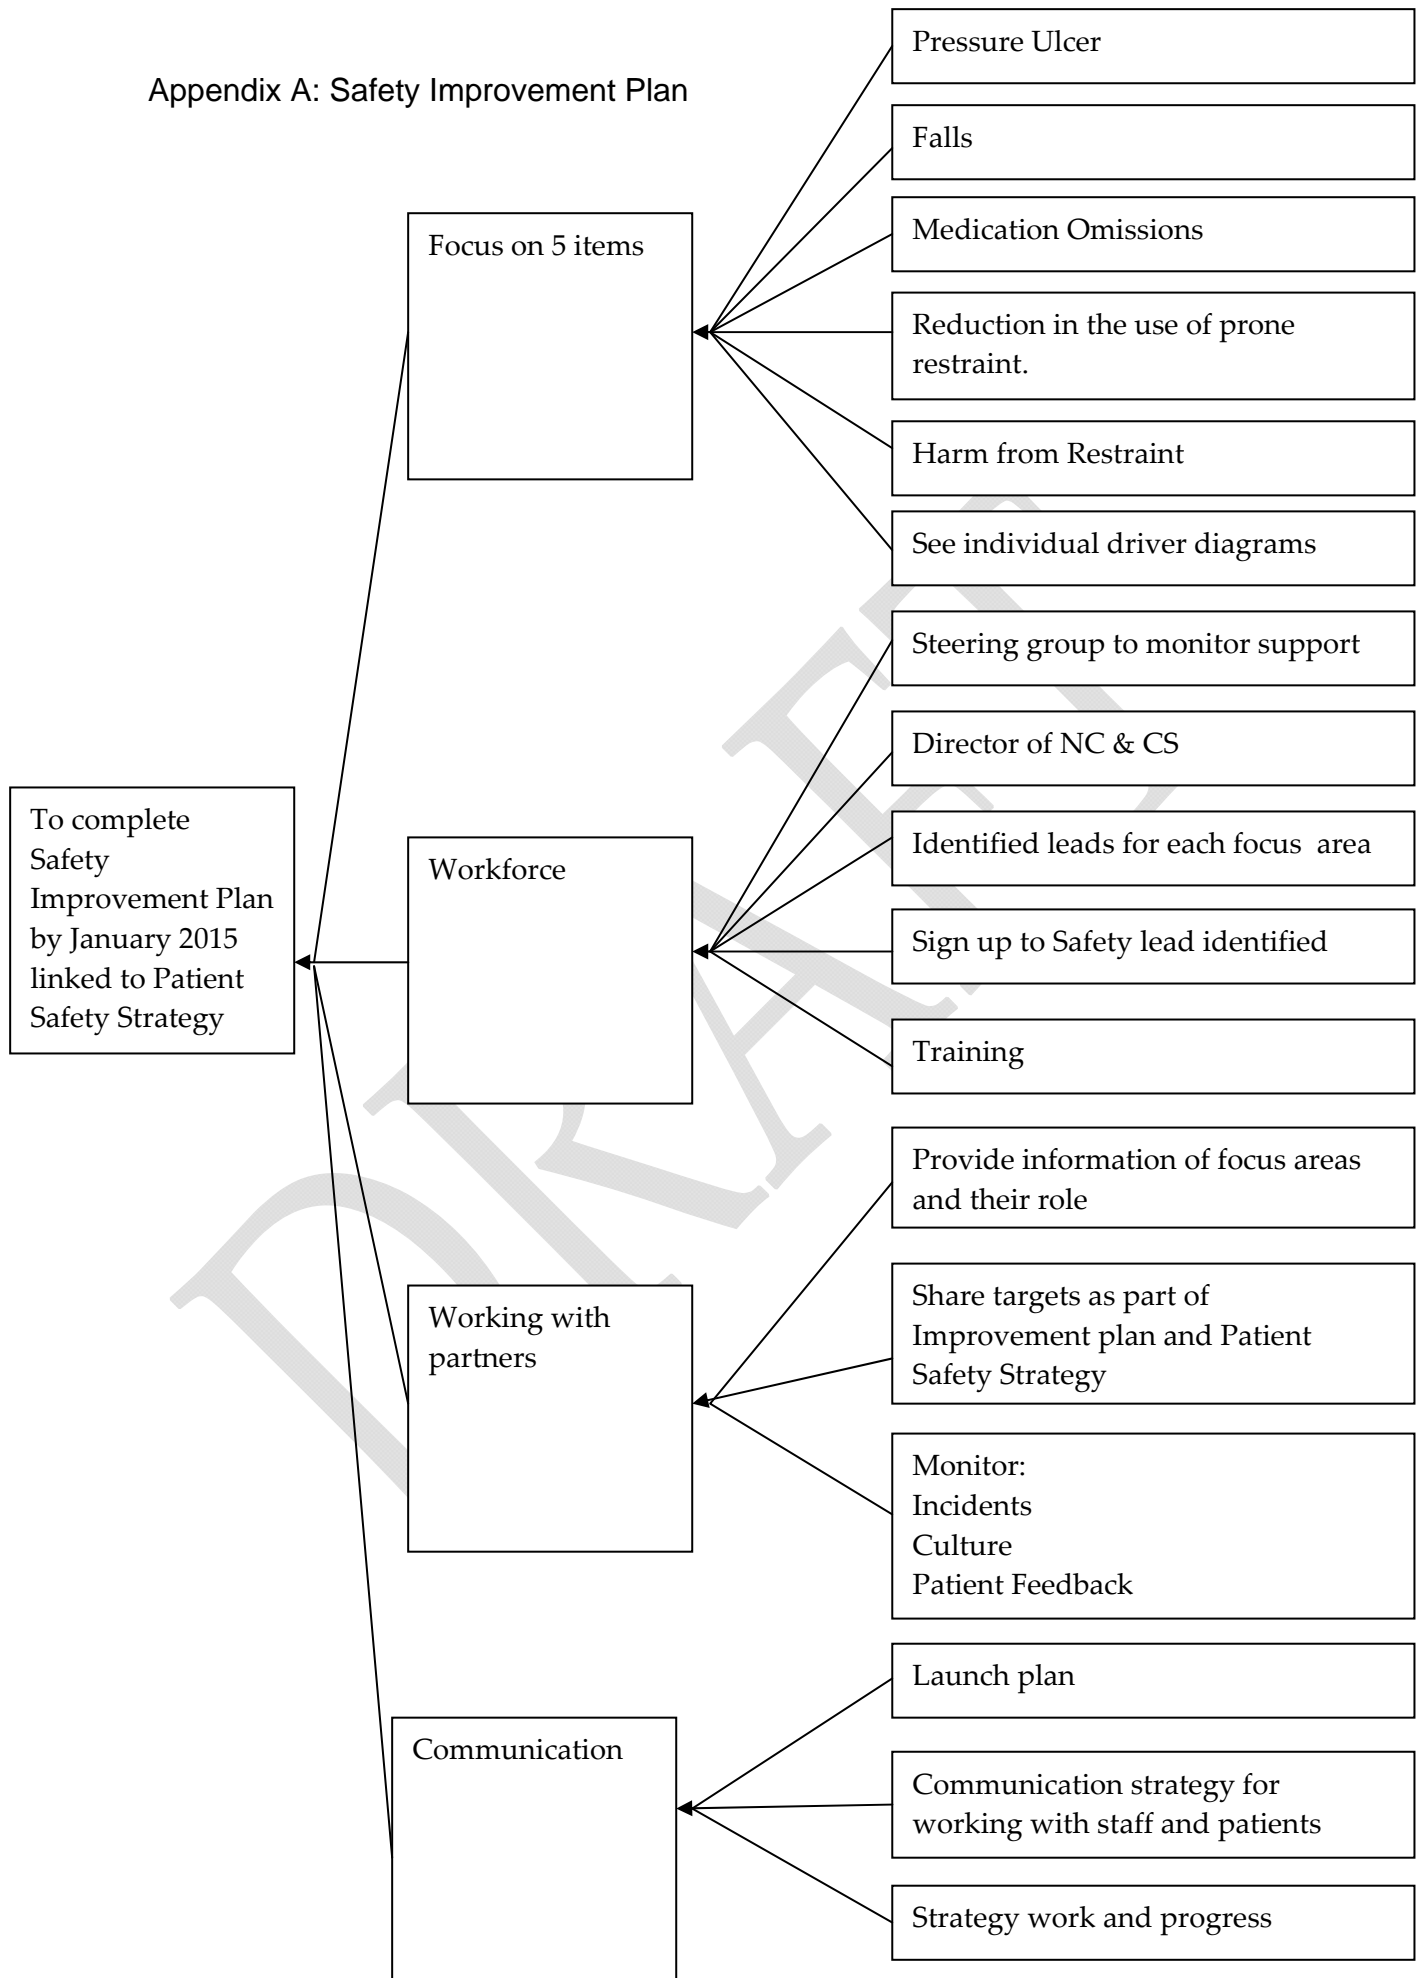 Appendix A: Safety Improvement Plan
To complete
Safety
Improvement Plan
by January 2015
linked to Patient
Safety Strategy
Focus on 5 items
Pressure Ulcer
Falls
Medication Omissions
Reduction in the use of prone
restraint.
Harm from Restraint
See individual driver diagrams
Workforce
Steering group to monitor support
Director of NC & CS
Identified leads for each focus  area
Sign up to Safety lead identified
Training
Working with
partners
Provide information of focus areas
and their role
Share targets as part of
Improvement plan and Patient
Safety Strategy
Monitor:
Incidents
Culture
Patient Feedback
Communication
Launch plan
Communication strategy for
working with staff and patients
Strategy work and progress
DRAFT